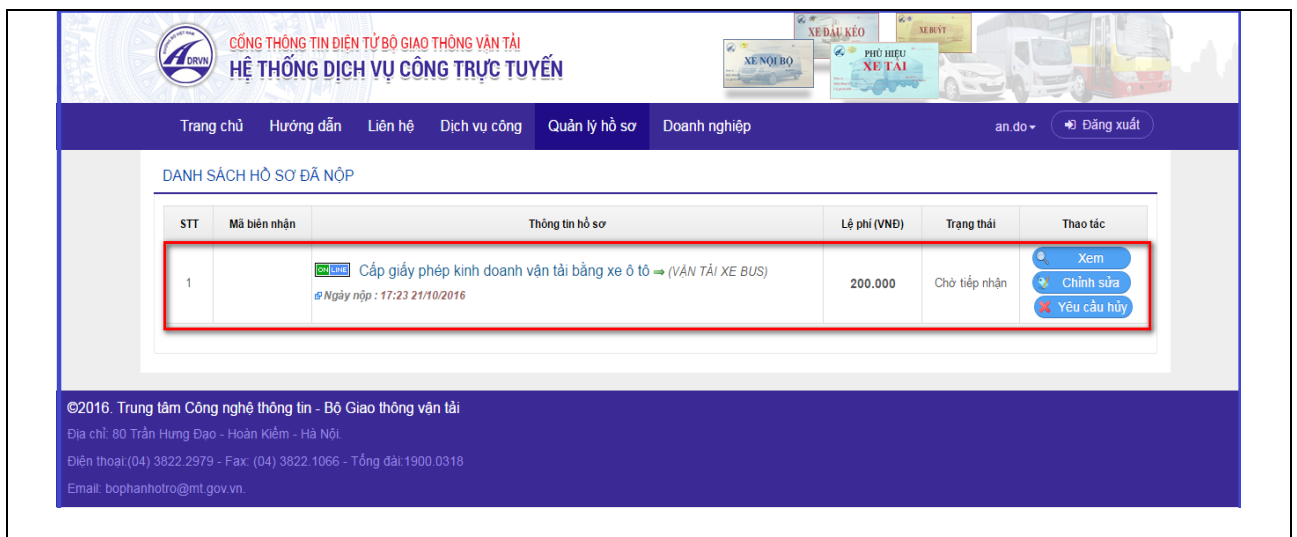 XE ĐẦU KÉO
XE BUÝT
XE NỘI BỘ
PHÙ HIỆU
XE TẢI
ADRVN
CỔNG THÔNG TIN ĐIỆN TỬ BỘ GIAO THÔNG VẬN TẢI
HỆ THỐNG DỊCH VỤ CÔNG TRỰC TUYẾN
Trang chủ Hướng dẫn Liên hệ Dịch vụ công Quản lý hồ sơ Doanh nghiệp an.do Đăng xuất
DANH SÁCH HỒ SƠ ĐÃ NỘP
STT Mã biên nhận Thông tin hồ sơ Lệ phí (VNĐ) Trạng thái Thao tác
1 ONLINE Cấp giấy phép kinh doanh vận tải bằng xe ô tô ⇒ (VẬN TẢI XE BUS) 200.000 Chờ tiếp nhận
Ngày nộp : 17:23 21/10/2016
Xem
Chỉnh sửa
Yêu cầu hủy
©2016. Trung tâm Công nghệ thông tin - Bộ Giao thông vận tải
Địa chỉ: 80 Trần Hưng Đạo - Hoàn Kiếm - Hà Nội.
Điện thoại:(04) 3822.2979 - Fax: (04) 3822.1066 - Tổng đài:1900.0318
Email: bophanhotro@mt.gov.vn.